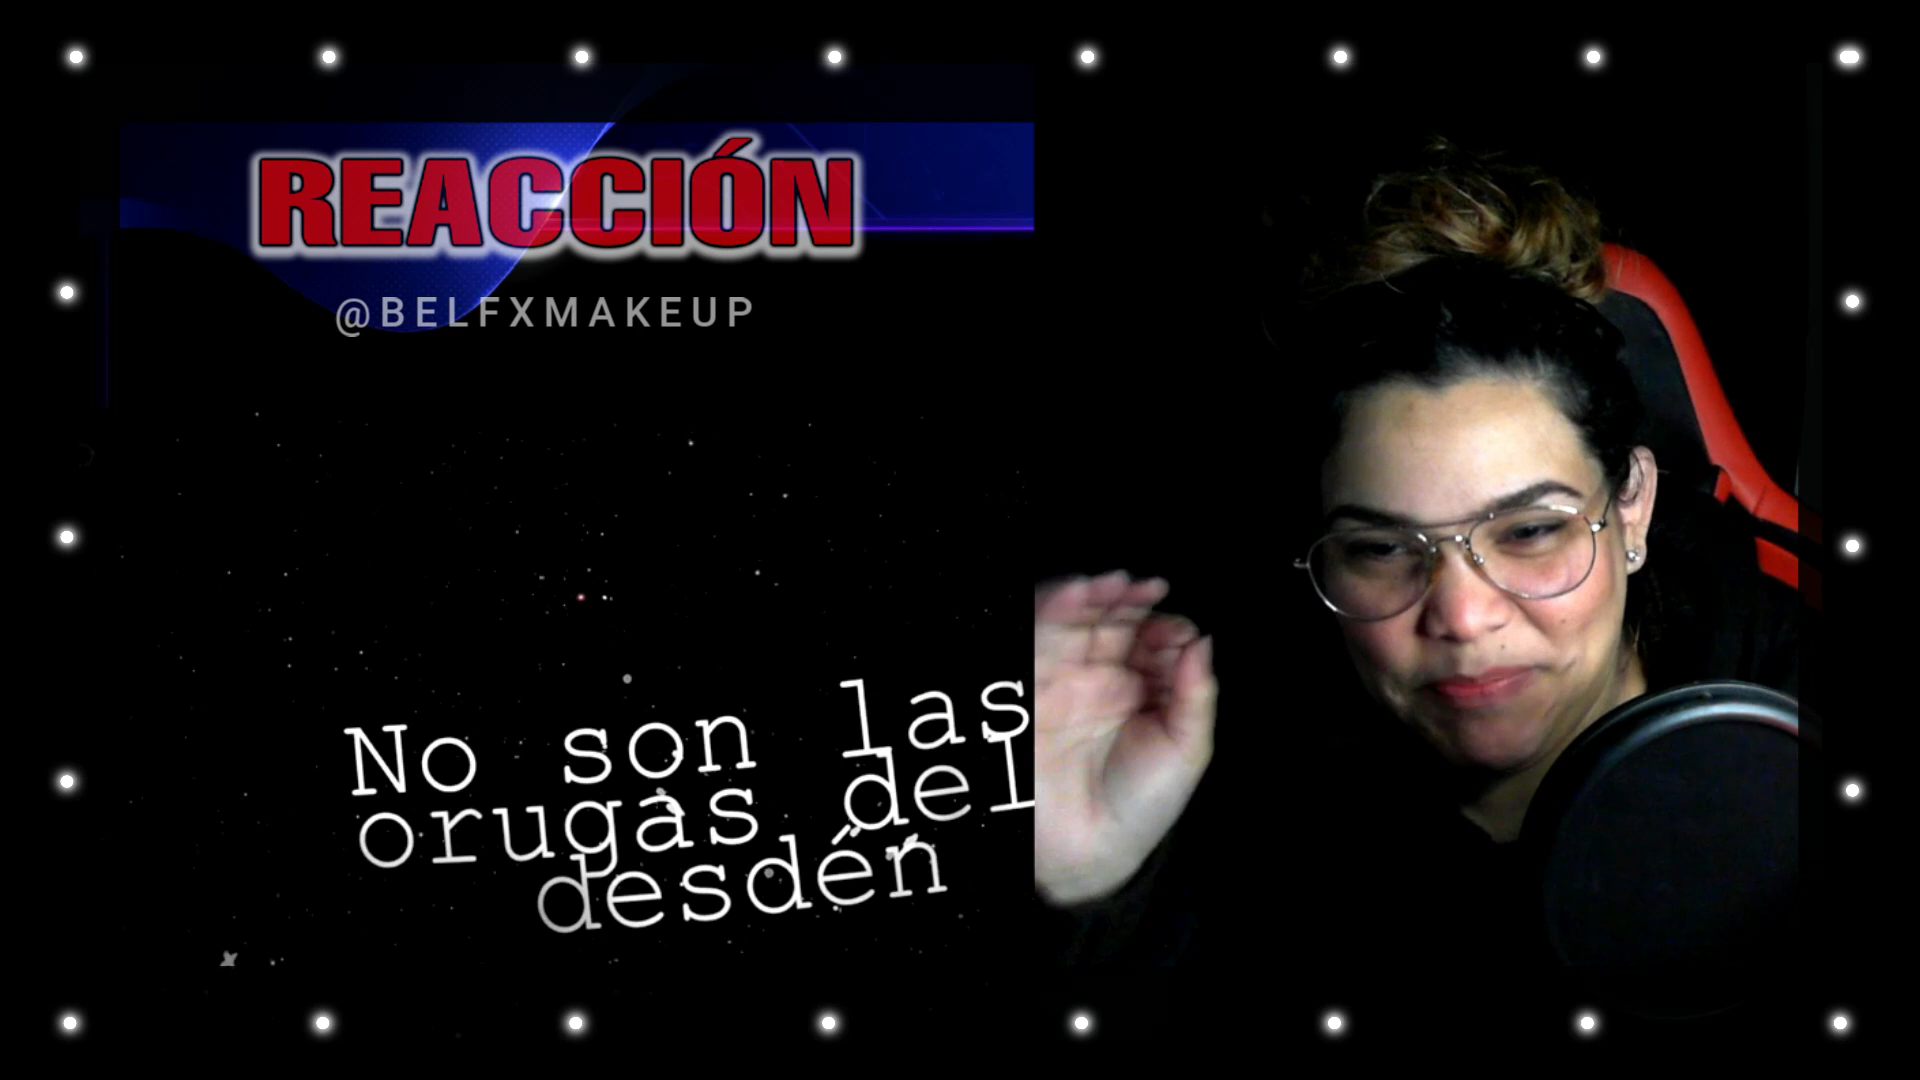 REACCIÓN
@BELFXMAKEUP
No son las
orugas del
desdén